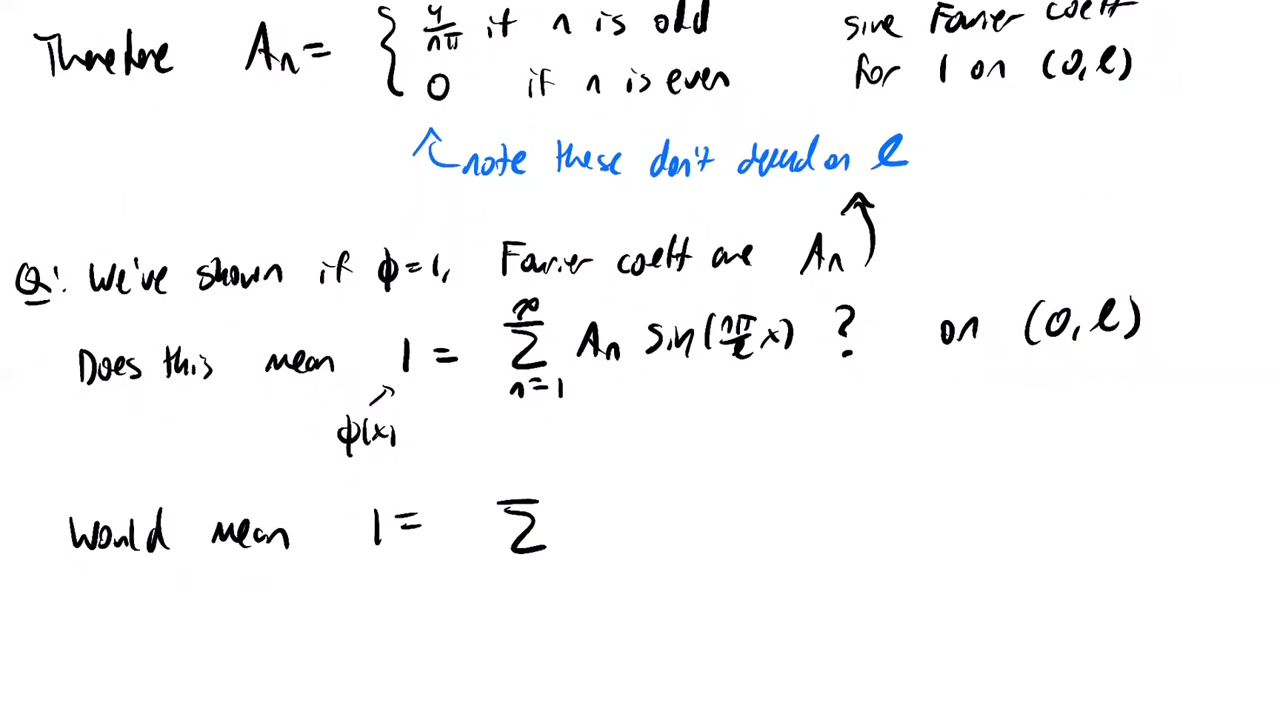 Therefore An = { 4/nπ if n is odd sine Fourier coeff
0 if n is even for 1 on (0, ℓ)
note these don't depend on ℓ
Q: We've shown if ϕ=1, Fourier coeff are An
Does this mean 1 = ∑ n=1 ∞ An sin(nπ/ℓ x) ? on (0, ℓ)
ϕ(x)
Would mean 1 = ∑